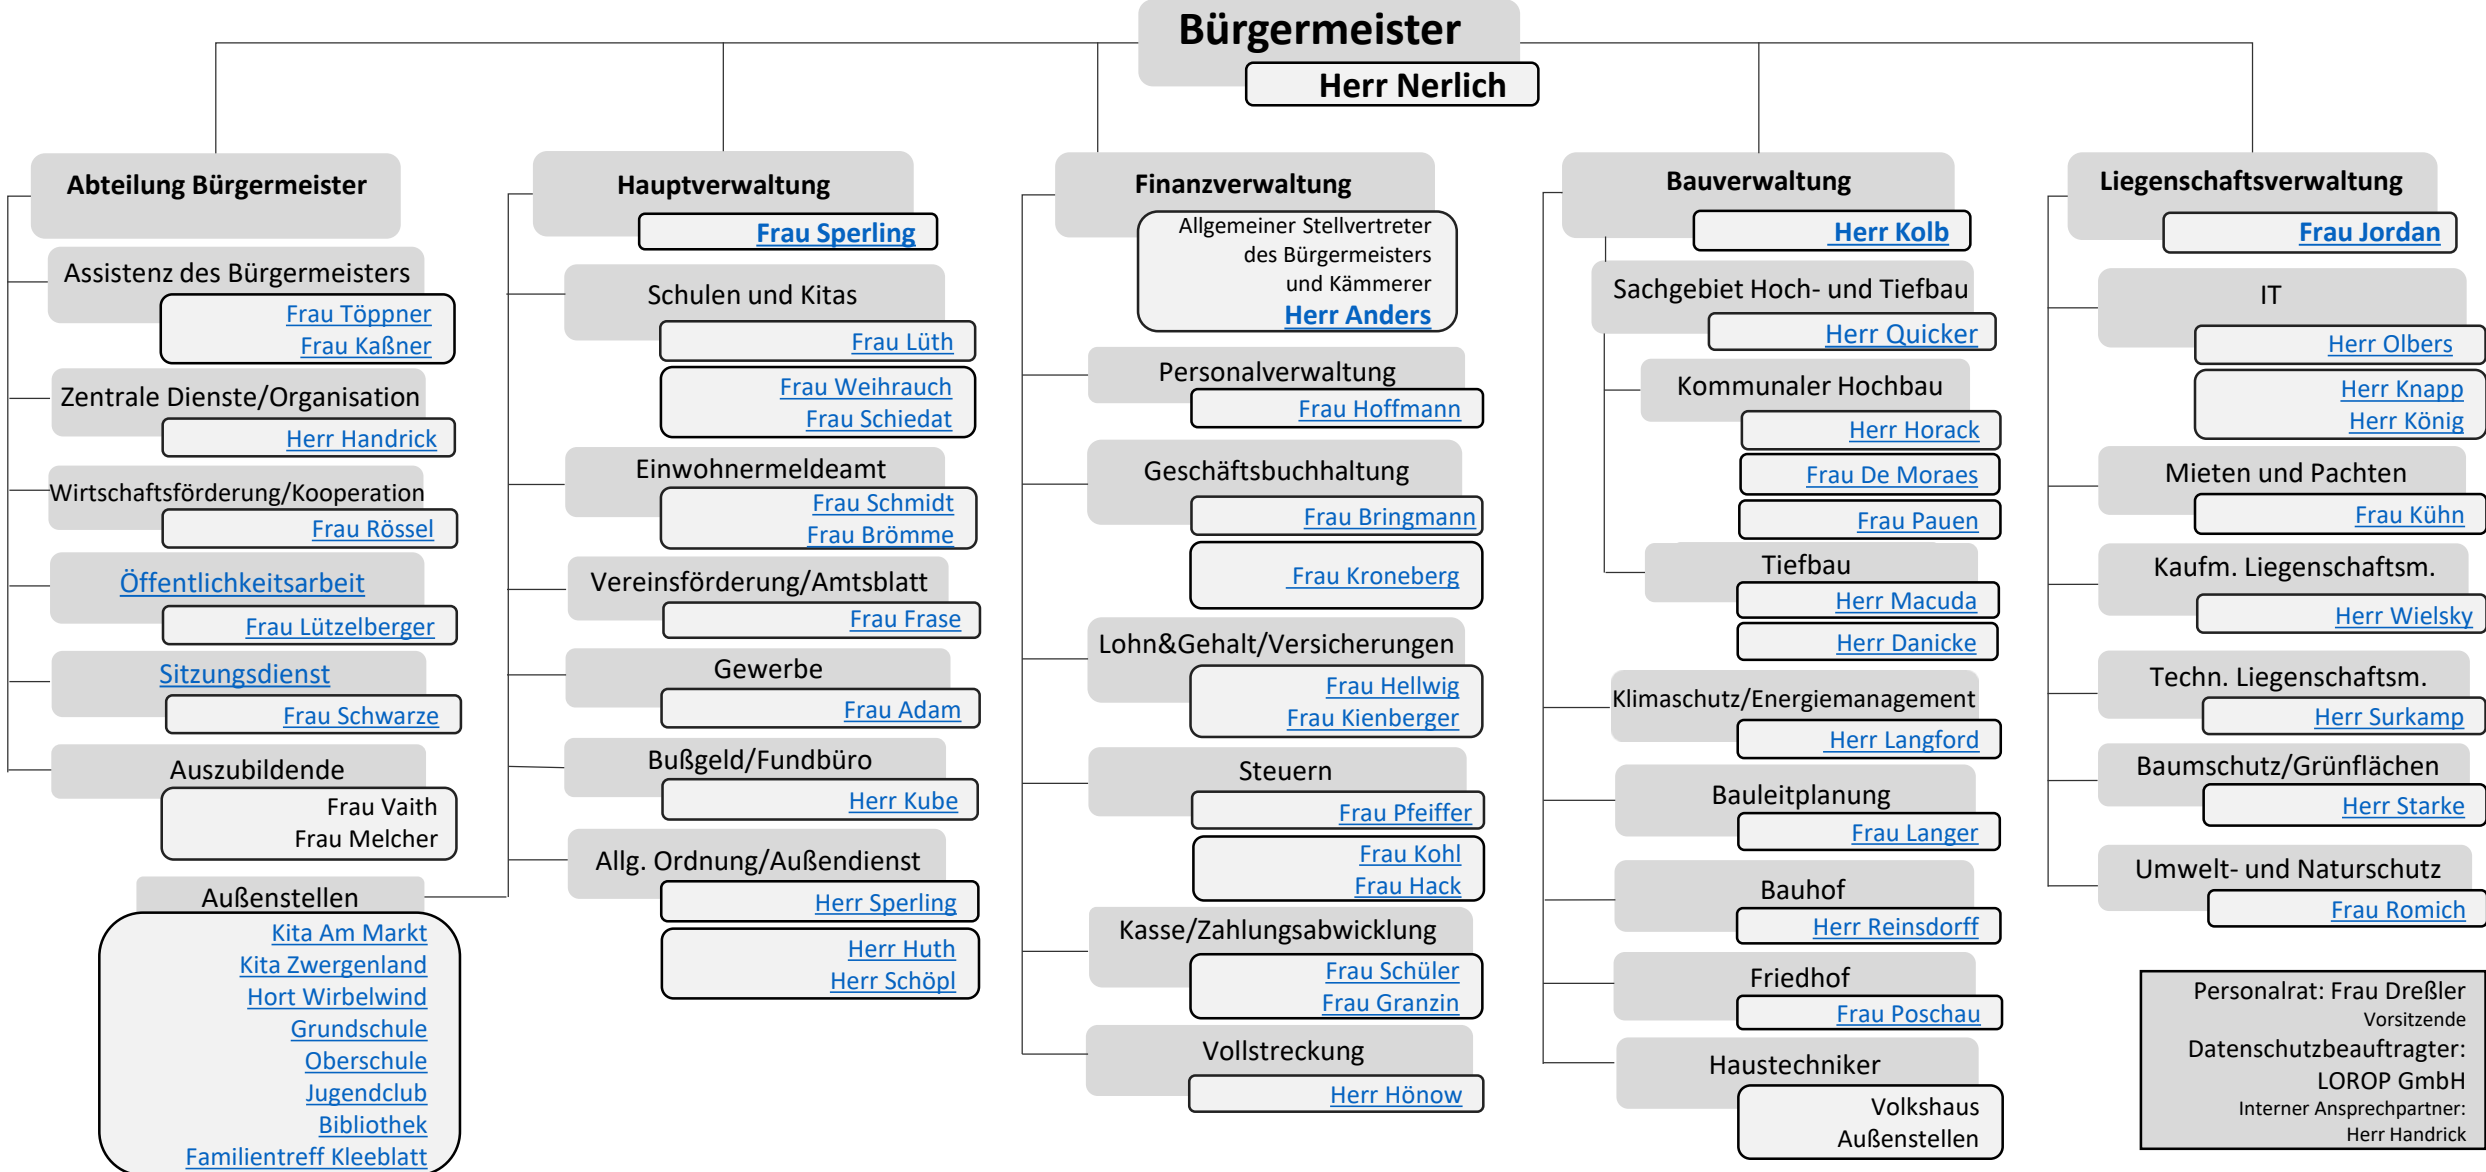 Bürgermeister
Herr Nerlich
Abteilung Bürgermeister
Assistenz des Bürgermeisters
Frau Töppner
Frau Kaßner
Zentrale Dienste/Organisation
Herr Handrick
Wirtschaftsförderung/Kooperation
Frau Rössel
Öffentlichkeitsarbeit
Frau Lützelberger
Sitzungsdienst
Frau Schwarze
Auszubildende
Frau Vaith
Frau Melcher
Außenstellen
Kita Am Markt
Kita Zwergenland
Hort Wirbelwind
Grundschule
Oberschule
Jugendclub
Bibliothek
Familientreff Kleeblatt
Hauptverwaltung
Frau Sperling
Schulen und Kitas
Frau Lüth
Frau Weihrauch
Frau Schiedat
Einwohnermeldeamt
Frau Schmidt
Frau Brömme
Vereinsförderung/Amtsblatt
Frau Frase
Gewerbe
Frau Adam
Bußgeld/Fundbüro
Herr Kube
Allg. Ordnung/Außendienst
Herr Sperling
Herr Huth
Herr Schöpl
Finanzverwaltung
Allgemeiner Stellvertreter
des Bürgermeisters
und Kämmerer
Herr Anders
Personalverwaltung
Frau Hoffmann
Geschäftsbuchhaltung
Frau Bringmann
Frau Kroneberg
Lohn&Gehalt/Versicherungen
Frau Hellwig
Frau Kienberger
Steuern
Frau Pfeiffer
Frau Kohl
Frau Hack
Kasse/Zahlungsabwicklung
Frau Schüler
Frau Granzin
Vollstreckung
Herr Hönow
Bauverwaltung
Herr Kolb
Sachgebiet Hoch- und Tiefbau
Herr Quicker
Kommunaler Hochbau
Herr Horack
Frau De Moraes
Frau Pauen
Tiefbau
Herr Macuda
Herr Danicke
Klimaschutz/Energiemanagement
Herr Langford
Bauleitplanung
Frau Langer
Bauhof
Herr Reinsdorff
Friedhof
Frau Poschau
Haustechniker
Volkshaus
Außenstellen
Liegenschaftsverwaltung
Frau Jordan
IT
Herr Olbers
Herr Knapp
Herr König
Mieten und Pachten
Frau Kühn
Kaufm. Liegenschaftsm.
Herr Wielsky
Techn. Liegenschaftsm.
Herr Surkamp
Baumschutz/Grünflächen
Herr Starke
Umwelt- und Naturschutz
Frau Romich
Personalrat: Frau Dreßler
Vorsitzende
Datenschutzbeauftragter:
LOROP GmbH
Interner Ansprechpartner:
Herr Handrick